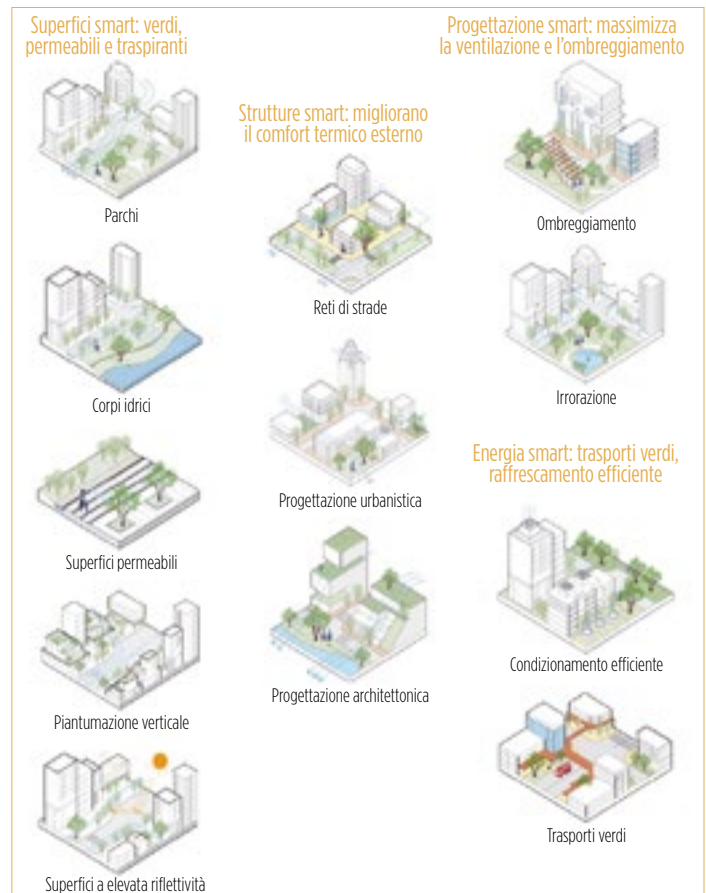 Superfici smart: verdi,
permeabili e traspiranti
Parchi
Corpi idrici
Superfici permeabili
Piantumazione verticale
Superfici a elevata riflettività
Strutture smart: migliorano
il comfort termico esterno
Reti di strade
Progettazione urbanistica
Progettazione architettonica
Progettazione smart: massimizza
la ventilazione e l’ombreggiamento
Ombreggiamento
Irrorazione
Energia smart: trasporti verdi,
raffrescamento efficiente
Condizionamento efficiente
Trasporti verdi